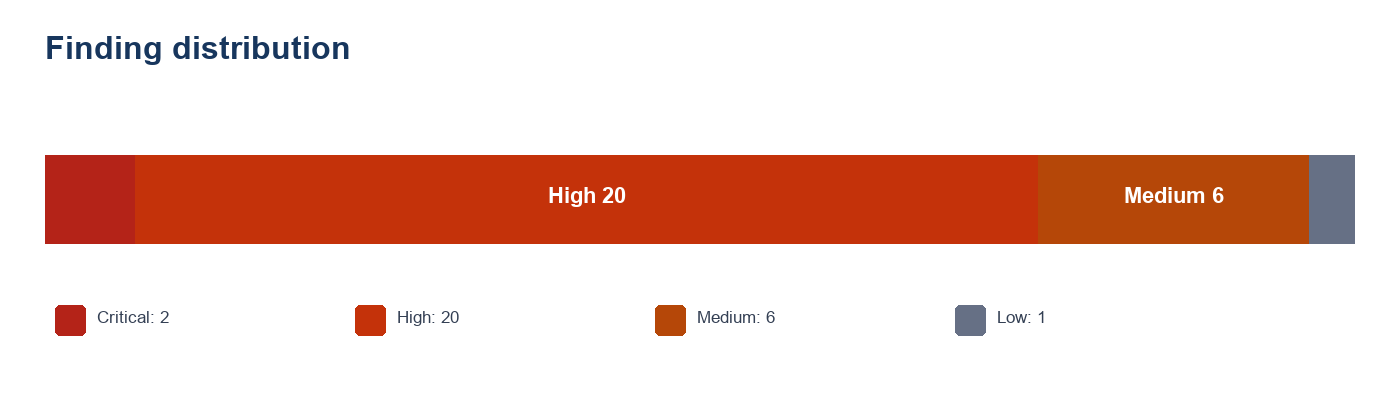 Finding distribution
High 20
Medium 6
Critical: 2
High: 20
Medium: 6
Low: 1